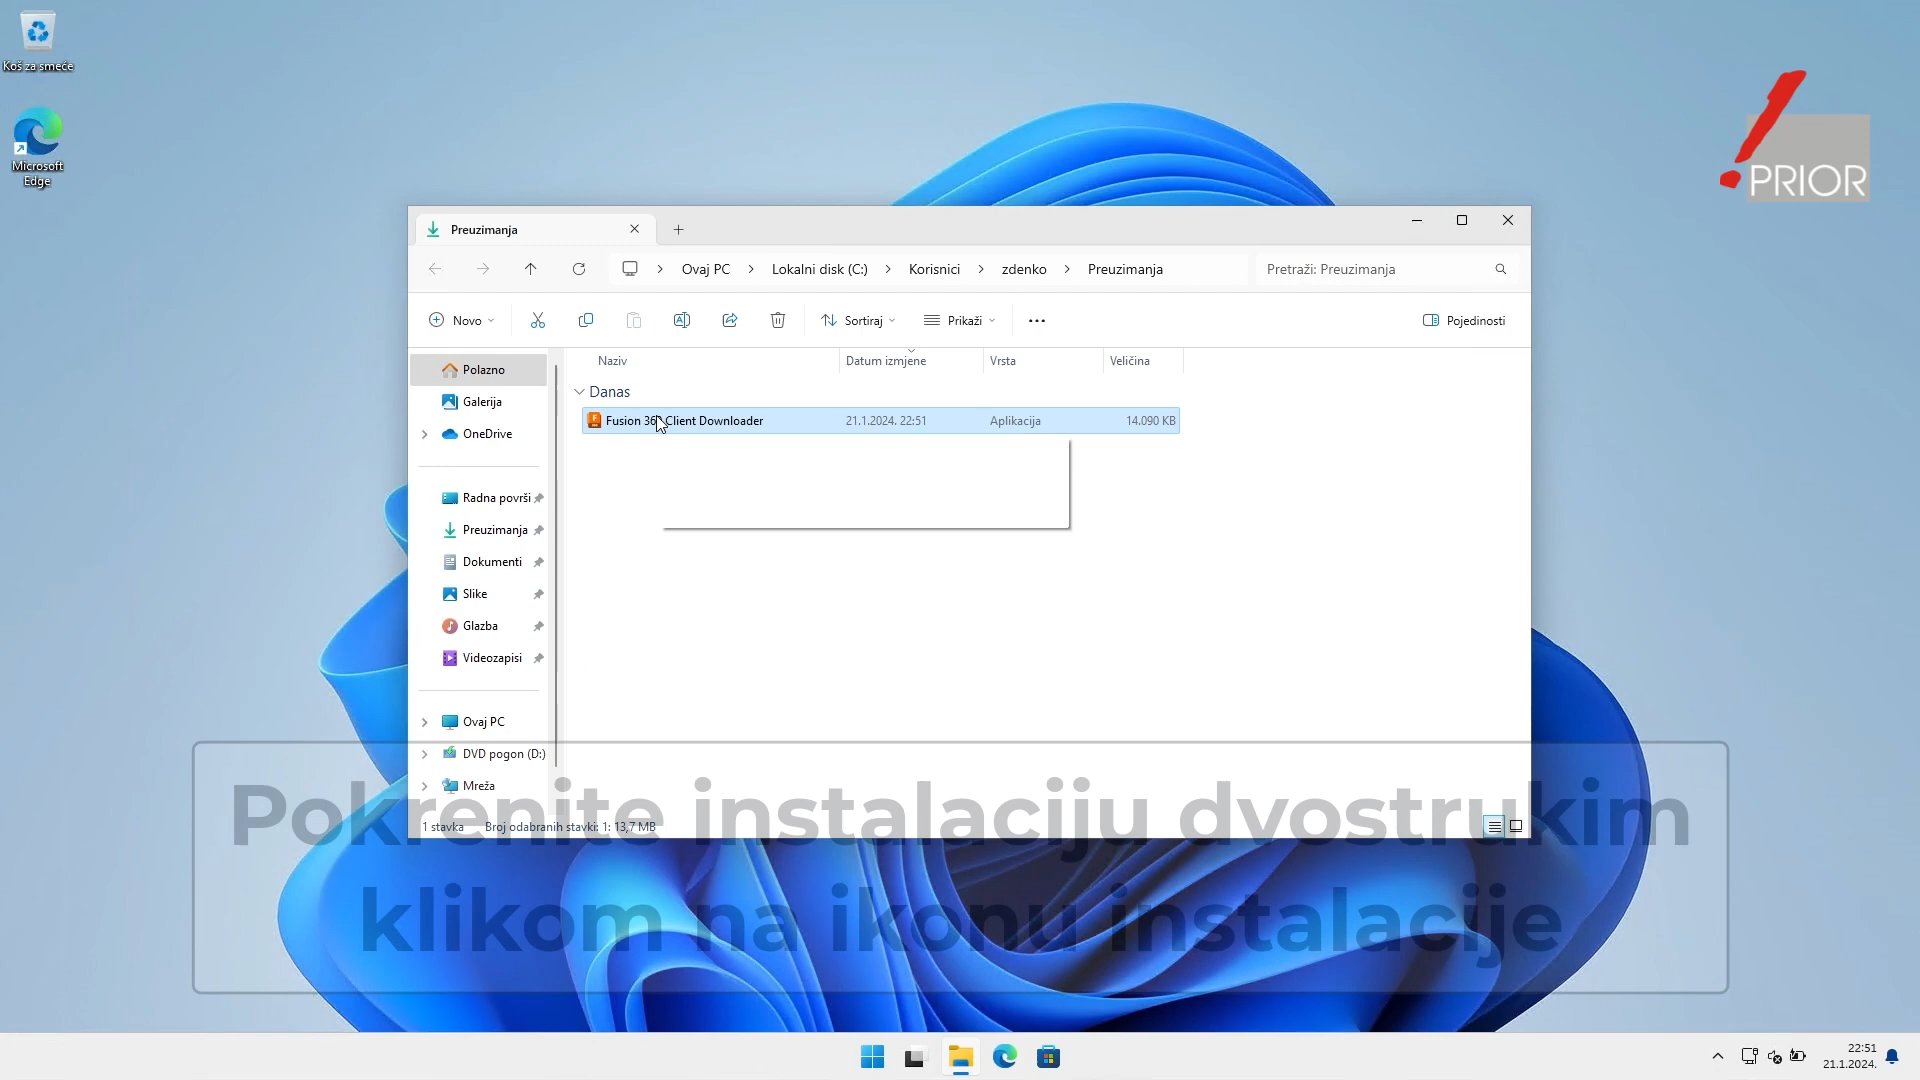 Koš za smeće
Microsoft
Edge
PRIOR
Preuzimanja
Ovaj PC
Lokalni disk (C:)
Korisnici
zdenko
Preuzimanja
Pretraži: Preuzimanja
Novo
Sortiraj
Prikaži
Pojedinosti
Naziv
Datum izmjene
Vrsta
Veličina
Polazno
Galerija
OneDrive
Radna površi
Preuzimanja
Dokumenti
Slike
Glazba
Videozapisi
Ovaj PC
DVD pogon (D:)
Mreža
Danas
Fusion 360 Client Downloader
21.1.2024. 22:51
Aplikacija
14.090 KB
1 stavka
Broj odabranih stavki: 1: 13,7 MB
Pokrenite instalaciju dvostrukim
klikom na ikonu instalacije
22:51
21.1.2024.